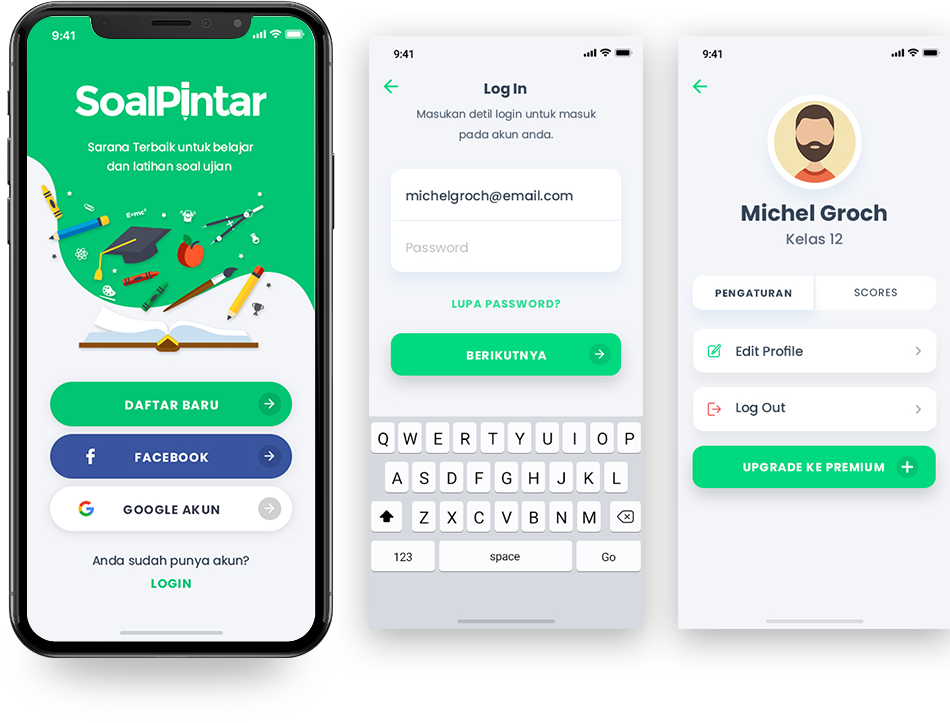 9:41
SoalPintar
Sarana Terbaik untuk belajar
dan latihan soal ujian
E=mc²
DAFTAR BARU
FACEBOOK
GOOGLE AKUN
Anda sudah punya akun?
LOGIN
9:41
Log In
Masukan detil login untuk masuk
pada akun anda.
michelgroch@email.com
Password
LUPA PASSWORD?
BERIKUTNYA
Q W E R T Y U I O P
A S D F G H J K L
Z X C V B N M
123 space Go
9:41
Michel Groch
Kelas 12
PENGATURAN SCORES
Edit Profile
Log Out
UPGRADE KE PREMIUM